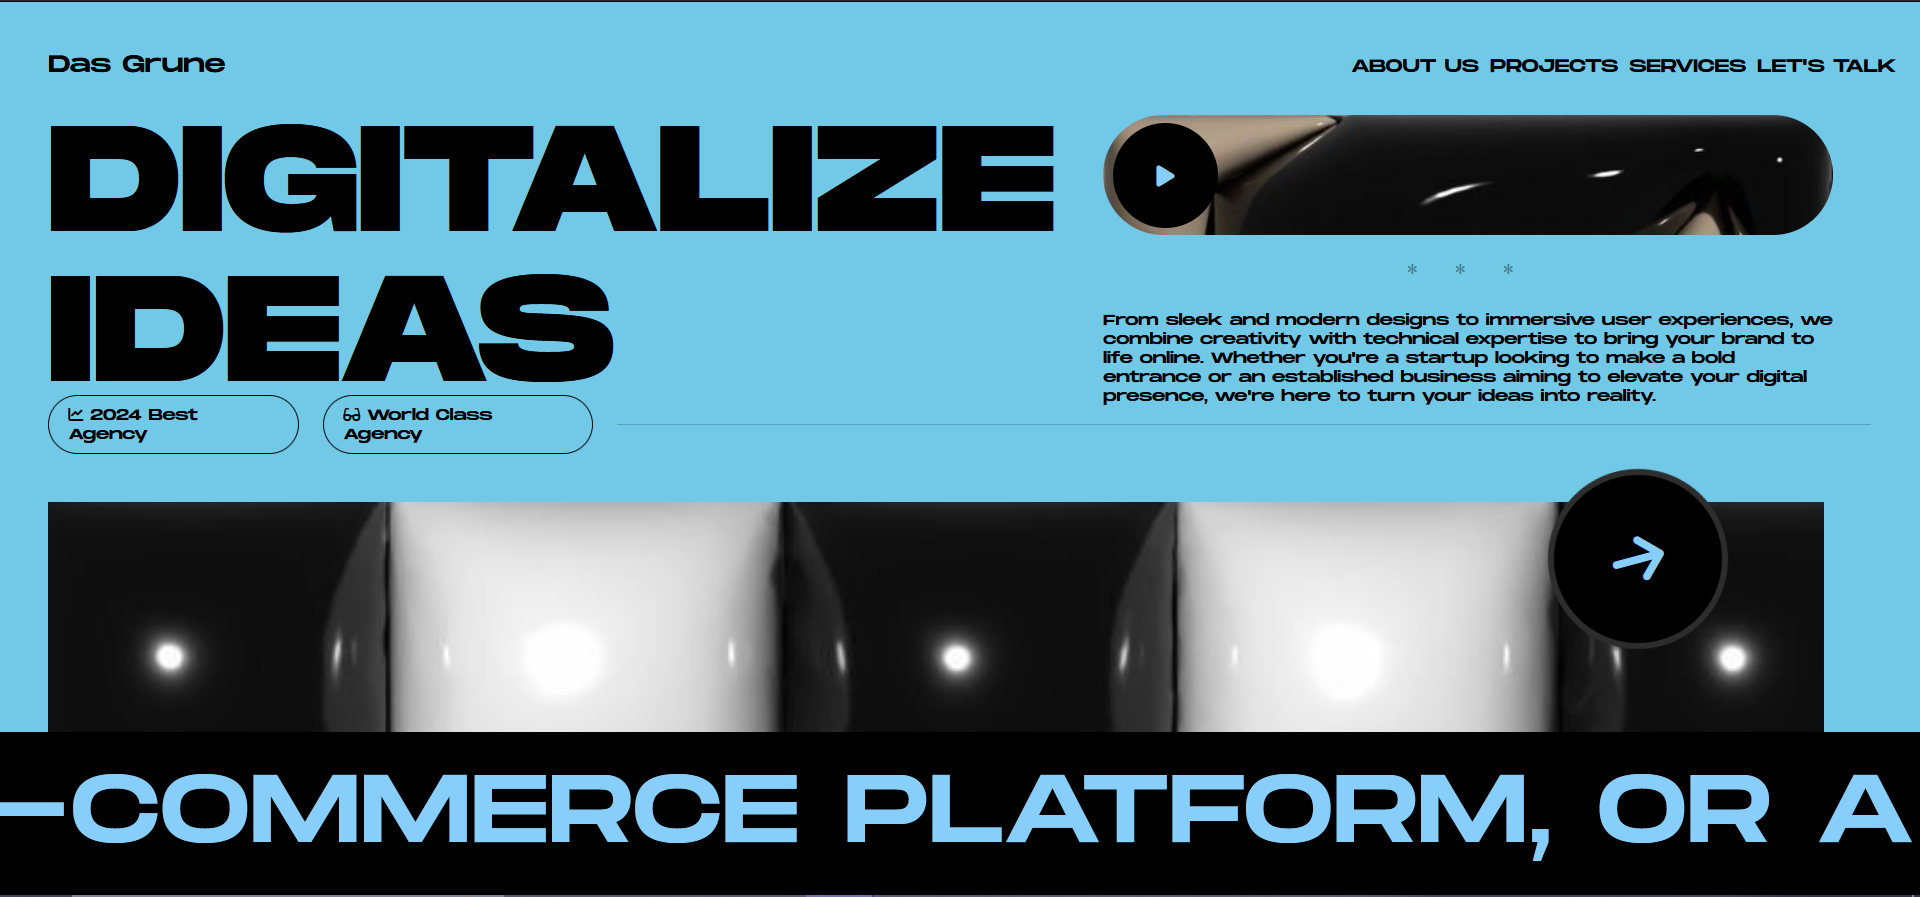 Das Grune
ABOUT US PROJECTS SERVICES LET'S TALK
DIGITALIZE
IDEAS
* * *
From sleek and modern designs to immersive user experiences, we
combine creativity with technical expertise to bring your brand to
life online. Whether you're a startup looking to make a bold
entrance or an established business aiming to elevate your digital
presence, we're here to turn your ideas into reality.
2024 Best
Agency
World Class
Agency
-COMMERCE PLATFORM, OR A